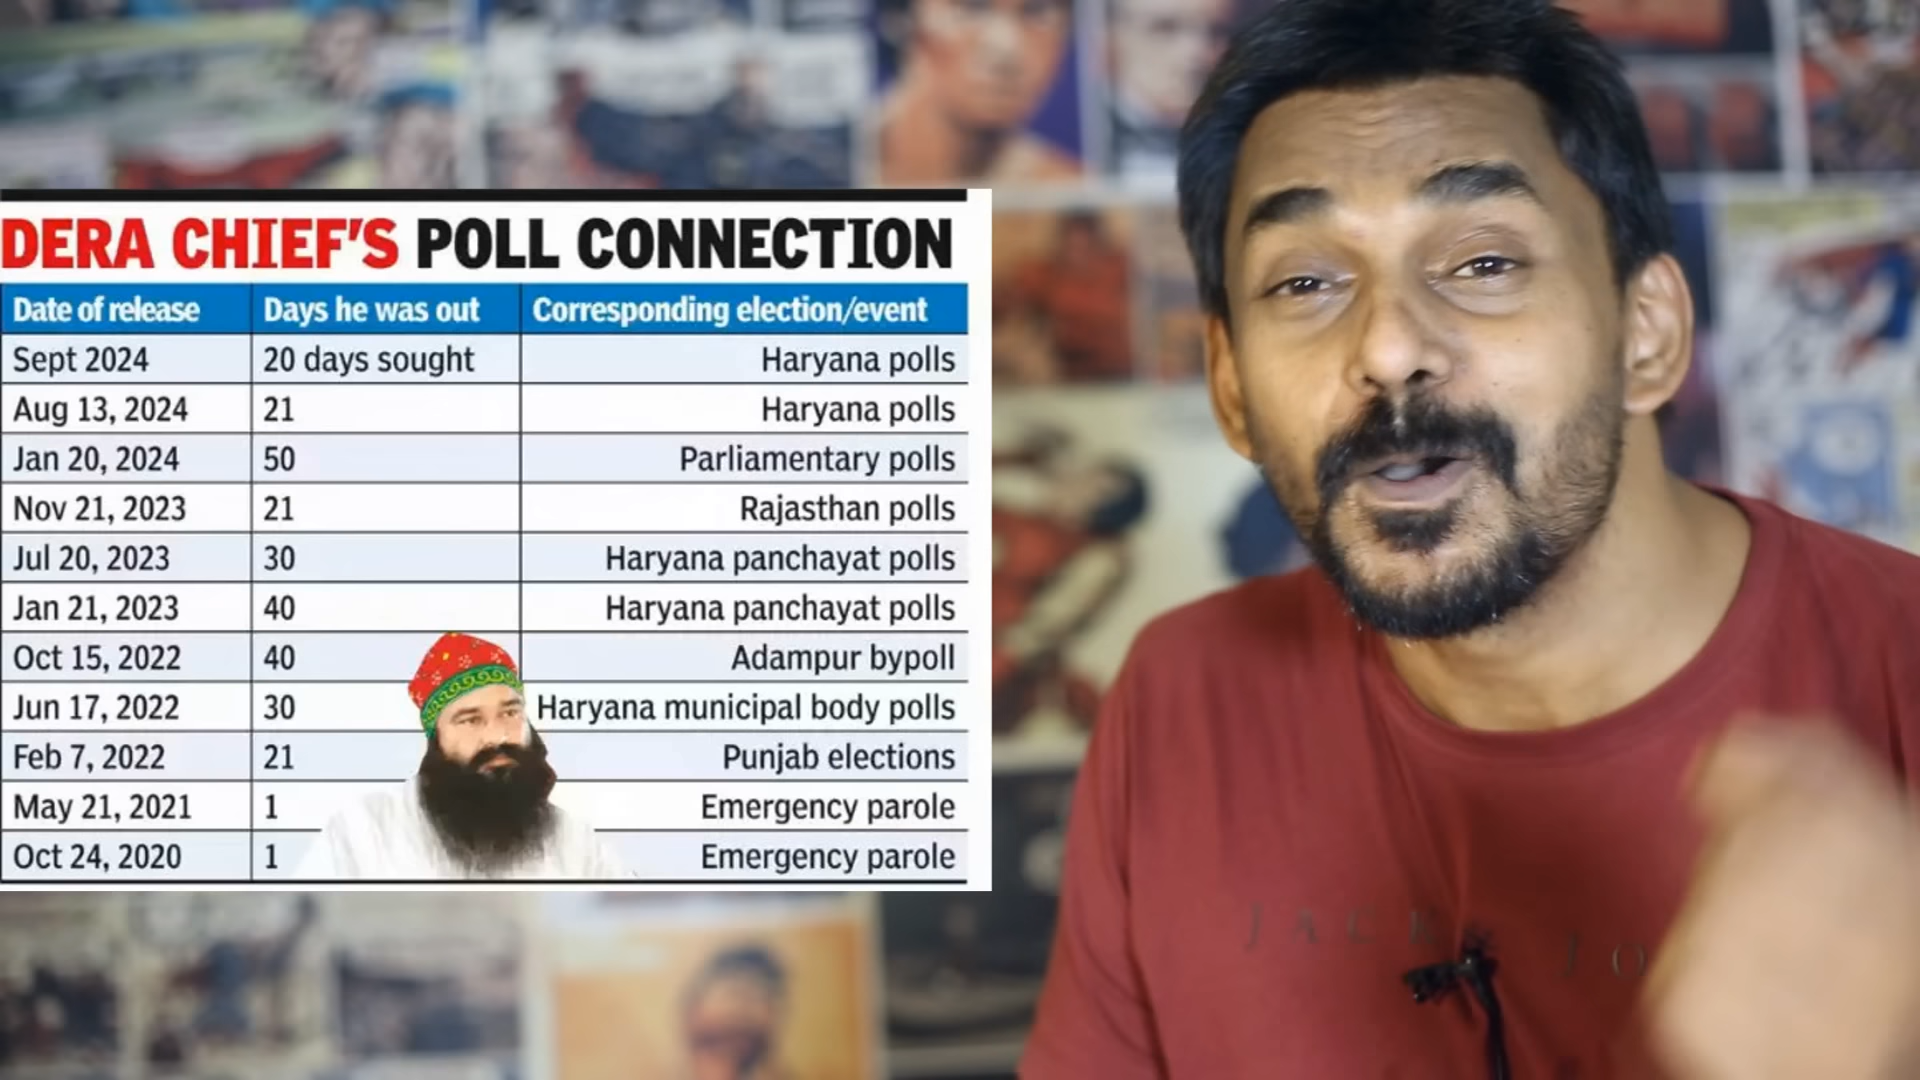 DERA CHIEF'S POLL CONNECTION
Date of release Days he was out Corresponding election/event
Sept 2024 20 days sought Haryana polls
Aug 13, 2024 21 Haryana polls
Jan 20, 2024 50 Parliamentary polls
Nov 21, 2023 21 Rajasthan polls
Jul 20, 2023 30 Haryana panchayat polls
Jan 21, 2023 40 Haryana panchayat polls
Oct 15, 2022 40 Adampur bypoll
Jun 17, 2022 30 Haryana municipal body polls
Feb 7, 2022 21 Punjab elections
May 21, 2021 1 Emergency parole
Oct 24, 2020 1 Emergency parole